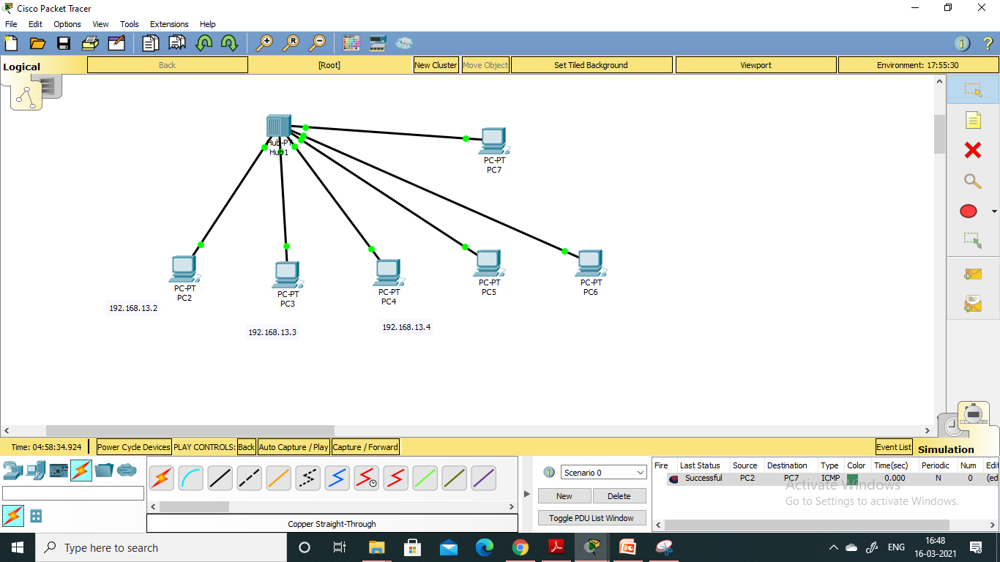 Cisco Packet Tracer
File Edit Options View Tools Extensions Help
Logical Back [Root] New Cluster Move Object Set Tiled Background Viewport Environment: 17:55:30
Hub-PT
Hub1
PC-PT
PC7
PC-PT
PC2
PC-PT
PC3
PC-PT
PC4
PC-PT
PC5
PC-PT
PC6
192.168.13.2
192.168.13.3
192.168.13.4
Time: 04:58:34.924 Power Cycle Devices PLAY CONTROLS: Back Auto Capture / Play Capture / Forward Event List Simulation
Scenario 0
New Delete
Toggle PDU List Window
Copper Straight-Through
Fire Last Status Source Destination Type Color Time(sec) Periodic Num Edi
Successful PC2 PC7 ICMP 0.000 N 0 (ed
Activate Windows
Go to Settings to activate Windows.
Type here to search
ENG
16:48
16-03-2021